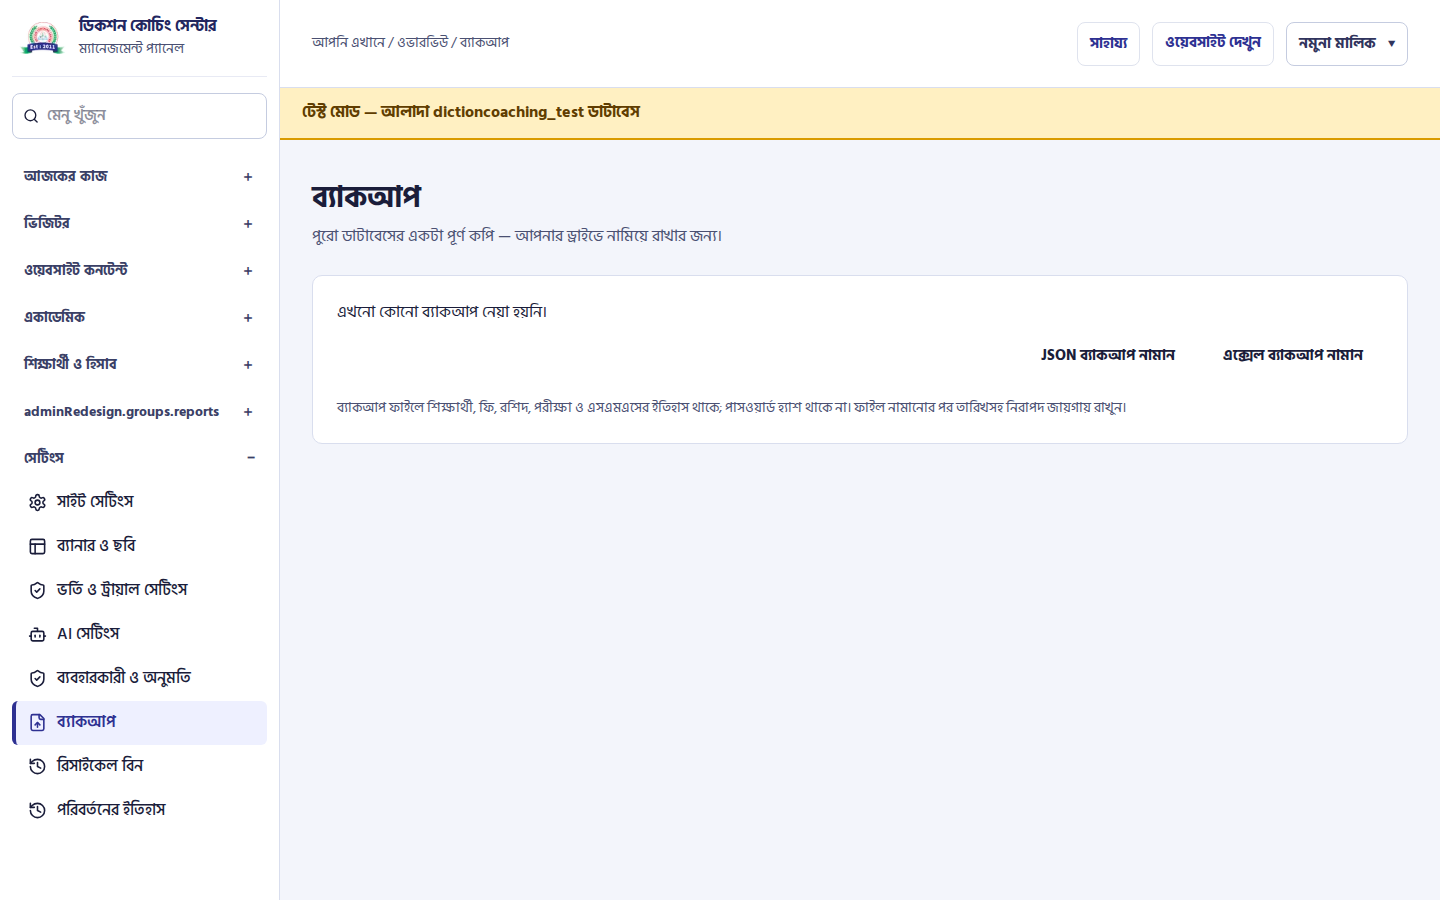 ডিকশন কোচিং সেন্টার
ম্যানেজমেন্ট প্যানেল
Est : 2011
মেনু খুঁজুন
আজকের কাজ +
ভিজিটর +
ওয়েবসাইট কনটেন্ট +
একাডেমিক +
শিক্ষার্থী ও হিসাব +
adminRedesign.groups.reports +
সেটিংস −
সাইট সেটিংস
ব্যানার ও ছবি
ভর্তি ও ট্রায়াল সেটিংস
AI সেটিংস
ব্যবহারকারী ও অনুমতি
ব্যাকআপ
রিসাইকেল বিন
পরিবর্তনের ইতিহাস
আপনি এখানে / ওভারভিউ / ব্যাকআপ
সাহায্য
ওয়েবসাইট দেখুন
নমুনা মালিক ▾
টেস্ট মোড — আলাদা dictioncoaching_test ডাটাবেস
ব্যাকআপ
পুরো ডাটাবেসের একটা পূর্ণ কপি — আপনার ড্রাইভে নামিয়ে রাখার জন্য।
এখনো কোনো ব্যাকআপ নেয়া হয়নি।
JSON ব্যাকআপ নামান
এক্সেল ব্যাকআপ নামান
ব্যাকআপ ফাইলে শিক্ষার্থী, ফি, রশিদ, পরীক্ষা ও এসএমএসের ইতিহাস থাকে; পাসওয়ার্ড হ্যাশ থাকে না। ফাইল নামানোর পর তারিখসহ নিরাপদ জায়গায় রাখুন।